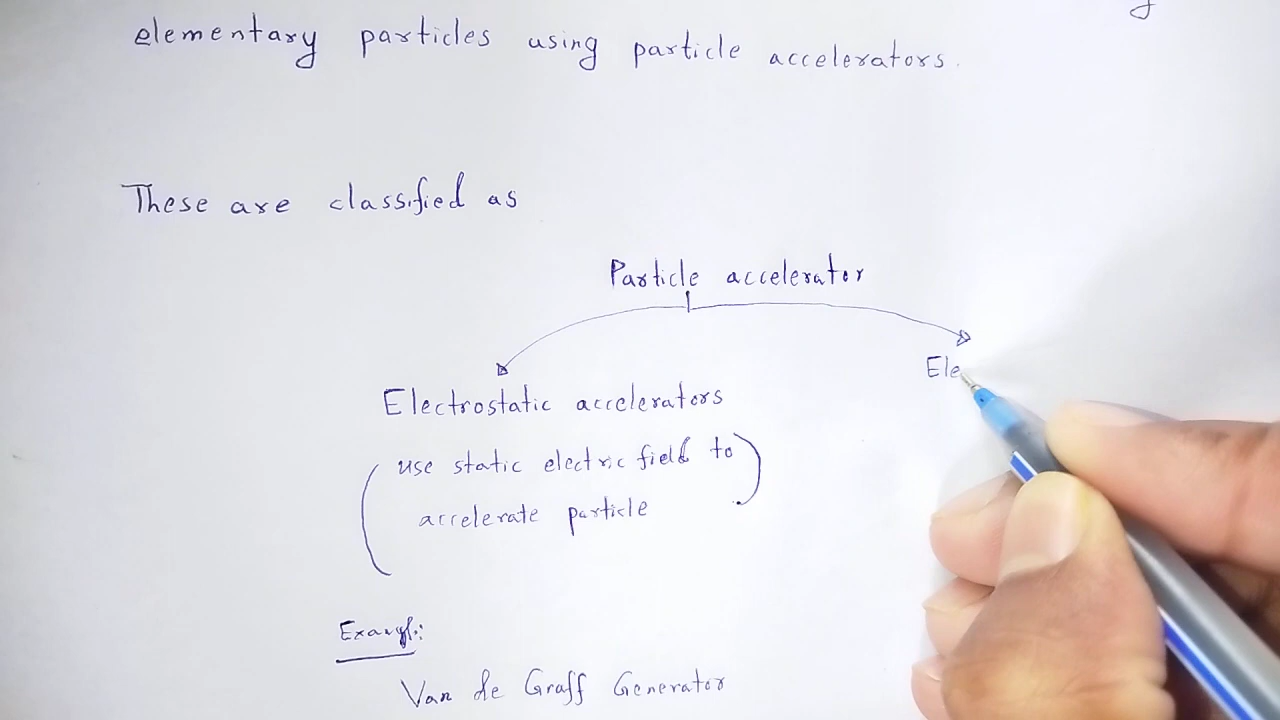 elementary particles using particle accelerators.
These are classified as
Particle accelerator
Electrostatic accelerators
Ele
(use static electric field to
accelerate particle)
Van de Graff Generator